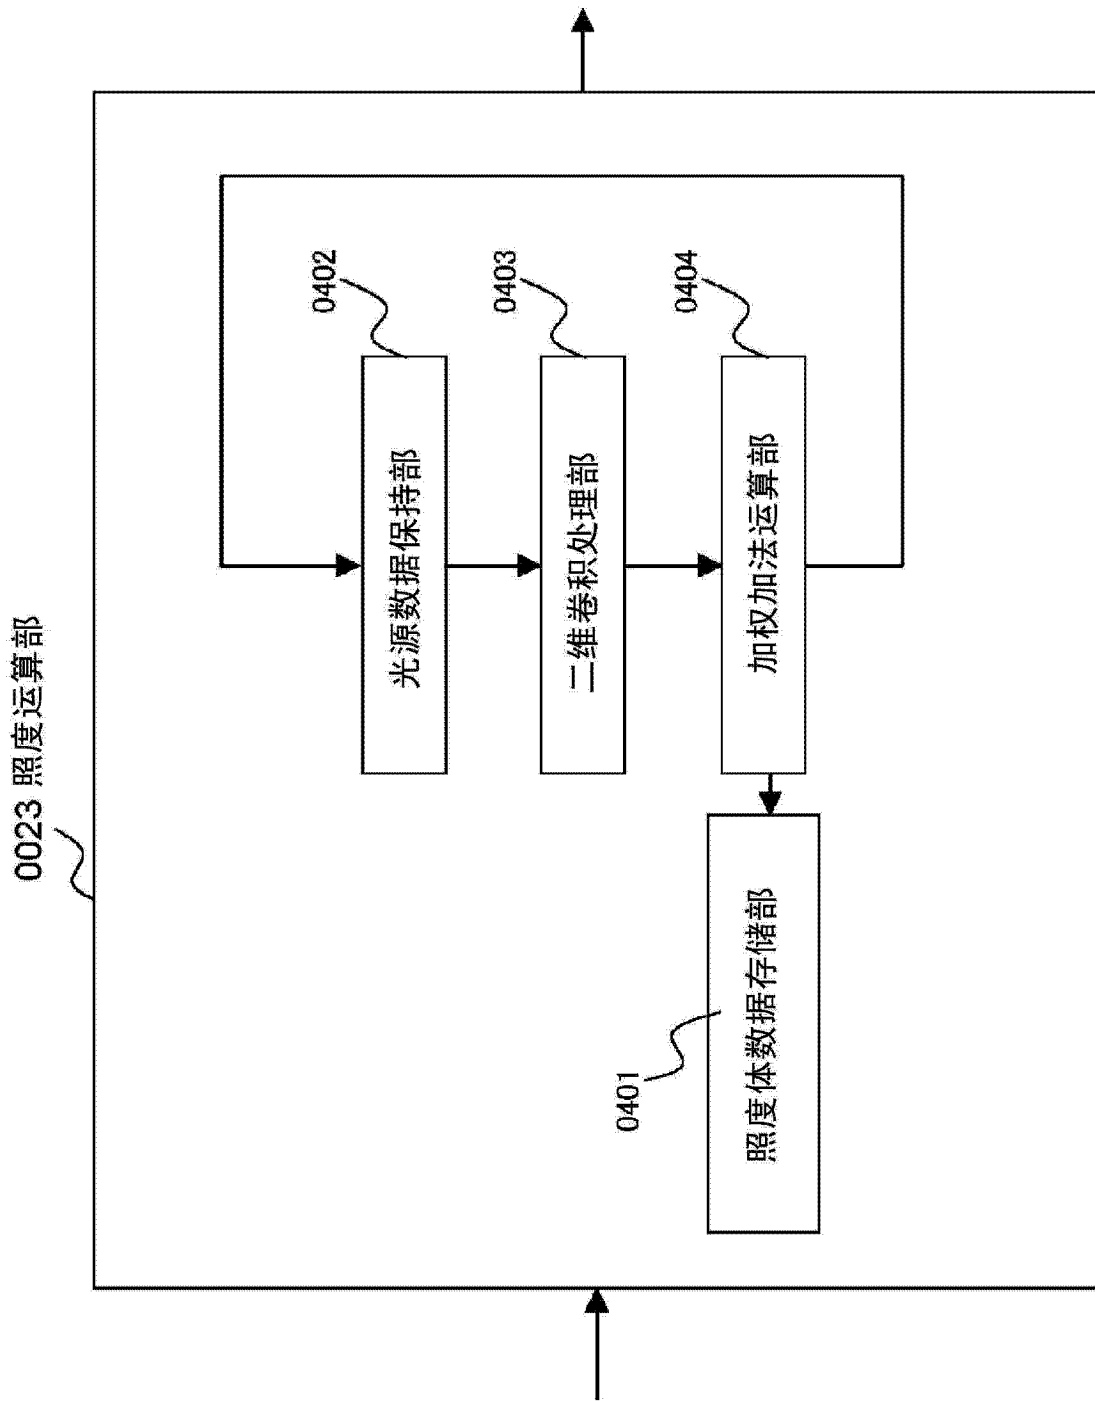 0023 照度运算部
0402
光源数据保持部
0403
二维卷积处理部
0404
加权加法运算部
0401
照度体数据存储部